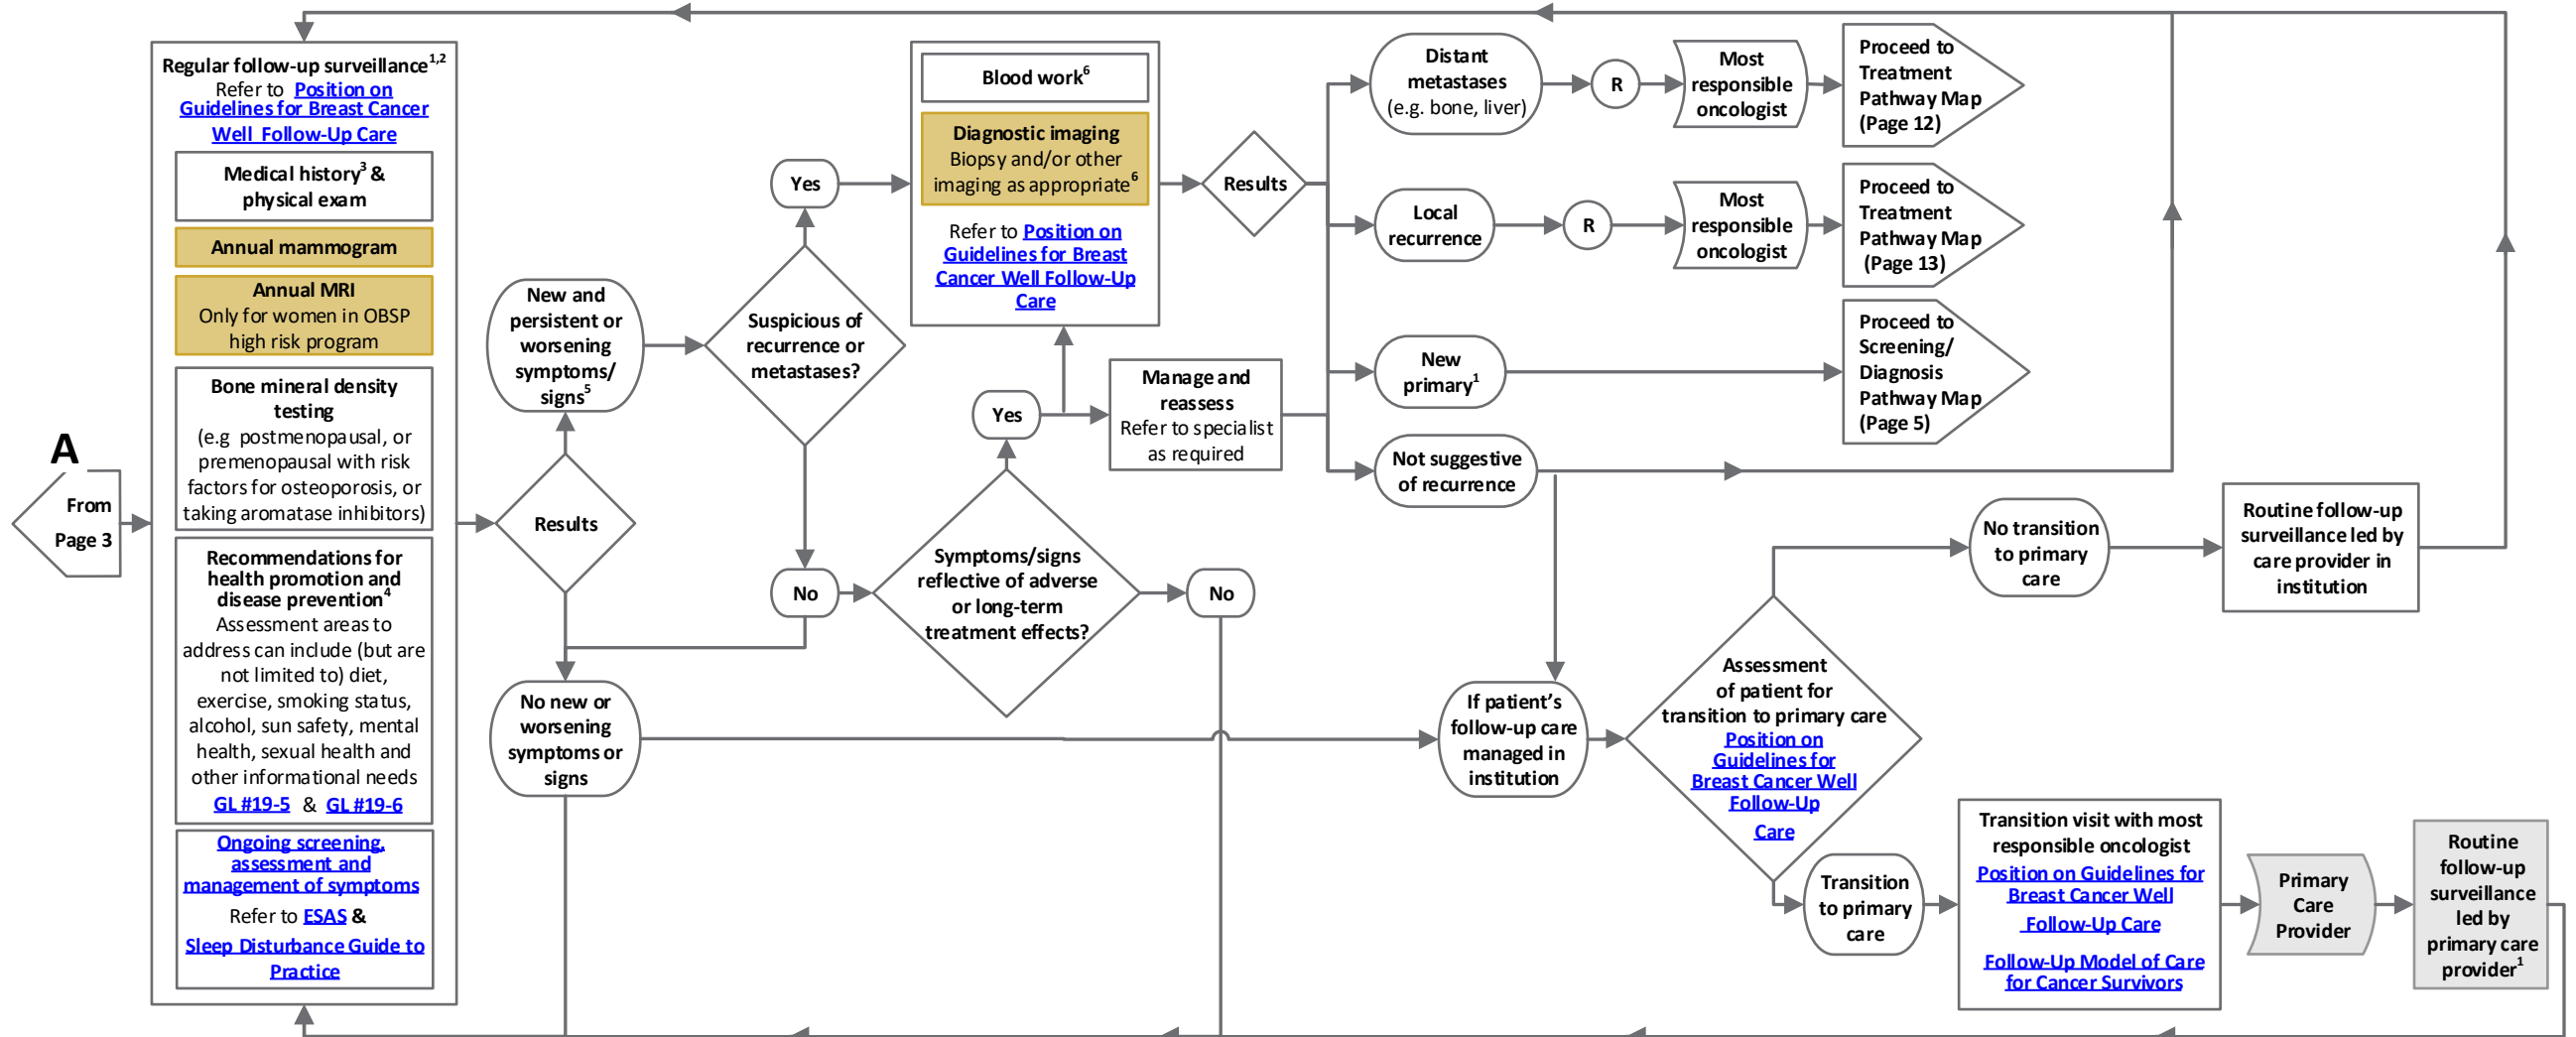 A
From
Page 3
Regular follow-up surveillance1,2
Refer to Position on
Guidelines for Breast Cancer
Well Follow-Up Care
Medical history3 &
physical exam
Annual mammogram
Annual MRI
Only for women in OBSP
high risk program
Bone mineral density
testing
(e.g postmenopausal, or
premenopausal with risk
factors for osteoporosis, or
taking aromatase inhibitors)
Recommendations for
health promotion and
disease prevention4
Assessment areas to
address can include (but are
not limited to) diet,
exercise, smoking status,
alcohol, sun safety, mental
health, sexual health and
other informational needs
GL #19-5 & GL #19-6
Ongoing screening,
assessment and
management of symptoms
Refer to ESAS &
Sleep Disturbance Guide to
Practice
Results
New and
persistent or
worsening
symptoms/
signs5
No new or
worsening
symptoms or
signs
Suspicious of
recurrence or
metastases?
Yes
No
Blood work6
Diagnostic imaging
Biopsy and/or other
imaging as appropriate6
Refer to Position on
Guidelines for Breast
Cancer Well Follow-Up
Care
Symptoms/signs
reflective of adverse
or long-term
treatment effects?
Yes
No
Manage and
reassess
Refer to specialist
as required
Results
Distant
metastases
(e.g. bone, liver)
R
Most
responsible
oncologist
Proceed to
Treatment
Pathway Map
(Page 12)
Local
recurrence
R
Most
responsible
oncologist
Proceed to
Treatment
Pathway Map
(Page 13)
New
primary1
Proceed to
Screening/
Diagnosis
Pathway Map
(Page 5)
Not suggestive
of recurrence
If patient's
follow-up care
managed in
institution
Assessment
of patient for
transition to primary care
Position on
Guidelines for
Breast Cancer Well
Follow-Up
Care
No transition
to primary
care
Routine follow-up
surveillance led by
care provider in
institution
Transition
to primary
care
Transition visit with most
responsible oncologist
Position on Guidelines for
Breast Cancer Well
Follow-Up Care
Follow-Up Model of Care
for Cancer Survivors
Primary
Care
Provider
Routine
follow-up
surveillance
led by
primary care
provider1